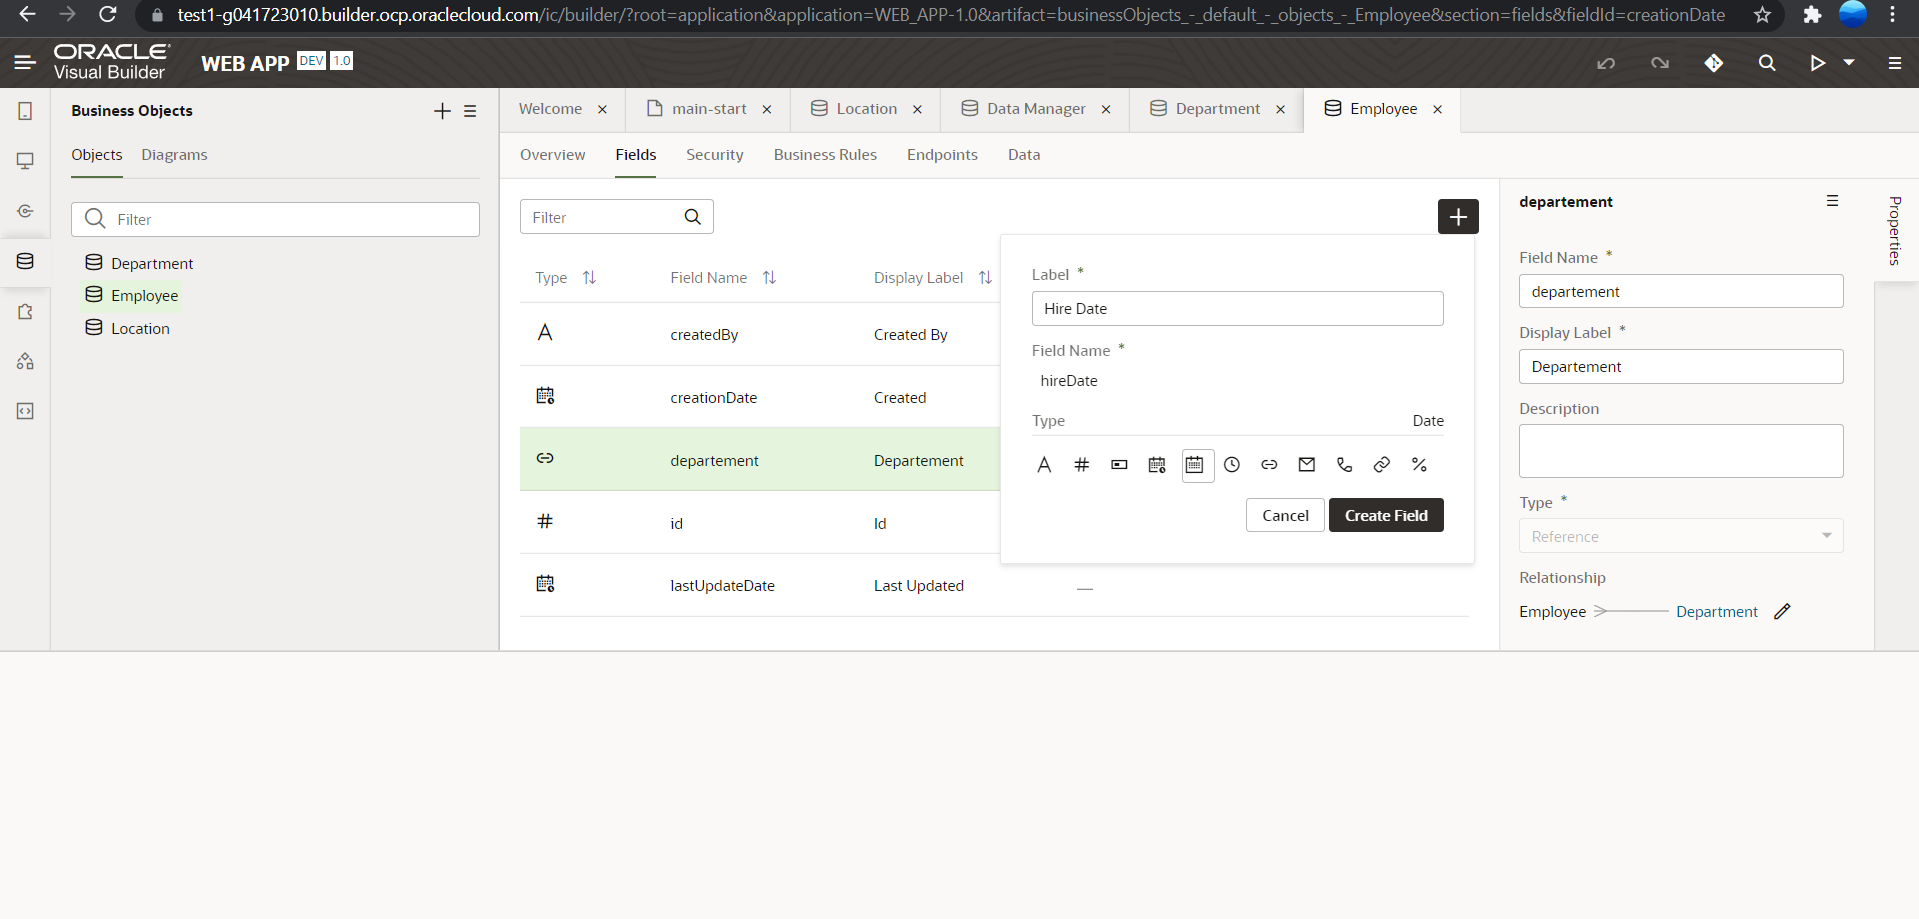 test1-g041723010.builder.ocp.oraclecloud.com/ic/builder/?root=application&application=WEB_APP-1.0&artifact=businessObjects_-_default_-_objects_-_Employee&section=fields&fieldId=creationDate
ORACLE
Visual Builder
WEB APP DEV 1.0
Business Objects
Welcome
main-start
Location
Data Manager
Department
Employee
Objects Diagrams
Overview Fields Security Business Rules Endpoints Data
Filter
Department
Employee
Location
Filter
Type Field Name Display Label
createdBy Created By
creationDate Created
departement Departement
id Id
lastUpdateDate Last Updated —
Label *
Hire Date
Field Name *
hireDate
Type Date
Cancel Create Field
departement
Properties
Field Name *
departement
Display Label *
Departement
Description
Type *
Reference
Relationship
Employee Department